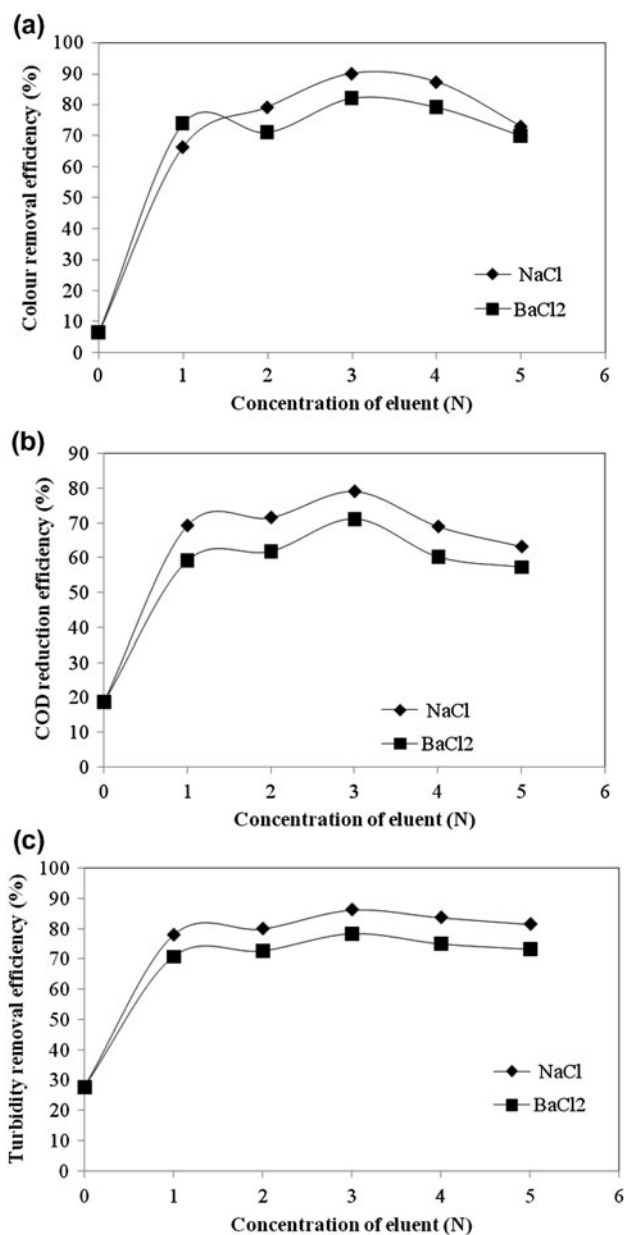 (a)
Colour removal efficiency (%)
100
90
80
70
60
50
40
30
20
10
0
NaCl
BaCl2
0 1 2 3 4 5 6
Concentration of eluent (N)
(b)
COD reduction efficiency (%)
90
80
70
60
50
40
30
20
10
0
NaCl
BaCl2
0 1 2 3 4 5 6
Concentration of eluent (N)
(c)
Turbidity removal efficiency (%)
100
90
80
70
60
50
40
30
20
10
0
NaCl
BaCl2
0 1 2 3 4 5 6
Concentration of eluent (N)